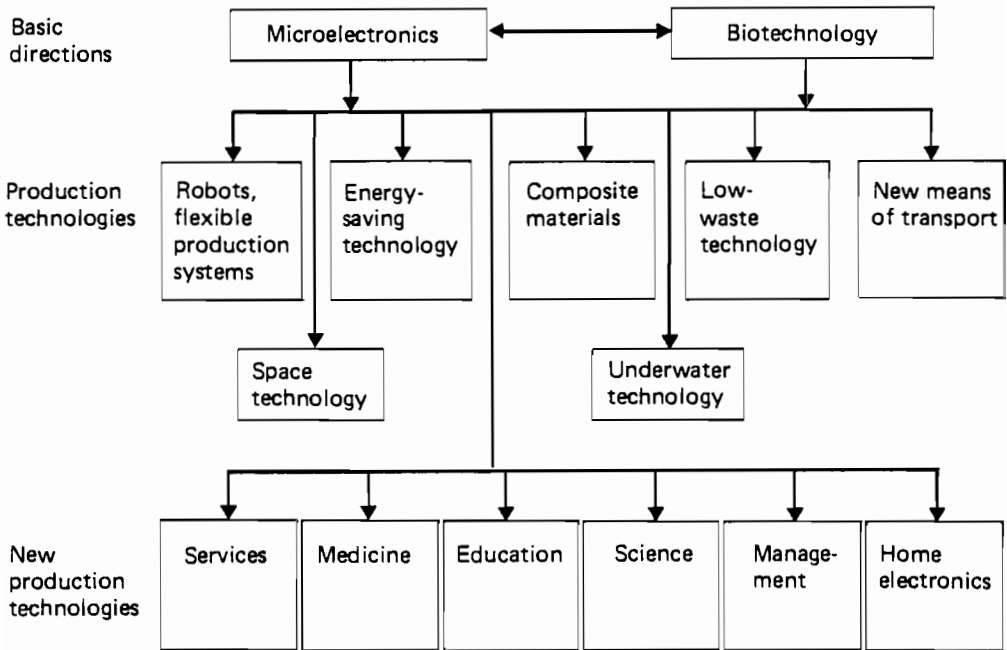 Basic
directions
Microelectronics
Biotechnology
Production
technologies
Robots,
flexible
production
systems
Energy-
saving
technology
Composite
materials
Low-
waste
technology
New means
of transport
Space
technology
Underwater
technology
New
production
technologies
Services
Medicine
Education
Science
Manage-
ment
Home
electronics